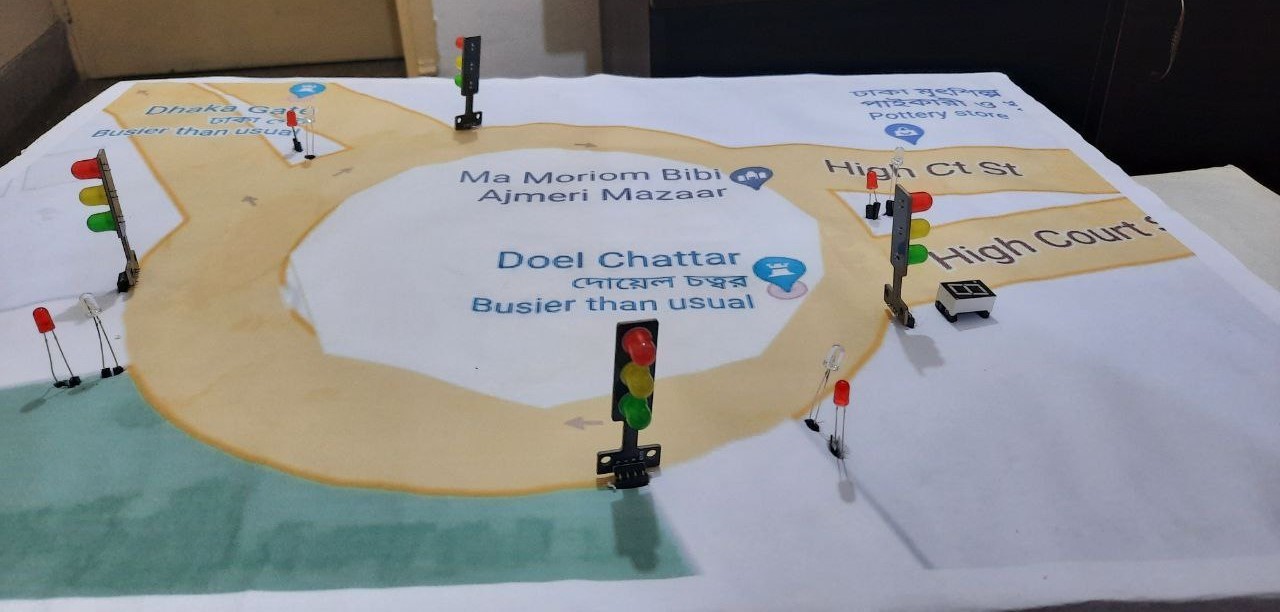 Dhaka Gate
ঢাকা
Busier than usual
ঢাকা মৃৎশিল্প
পাইকারী ও
Pottery store
High Ct St
Ma Moriom Bibi
Ajmeri Mazaar
High Court
Doel Chattar
দোয়েল চত্বর
Busier than usual